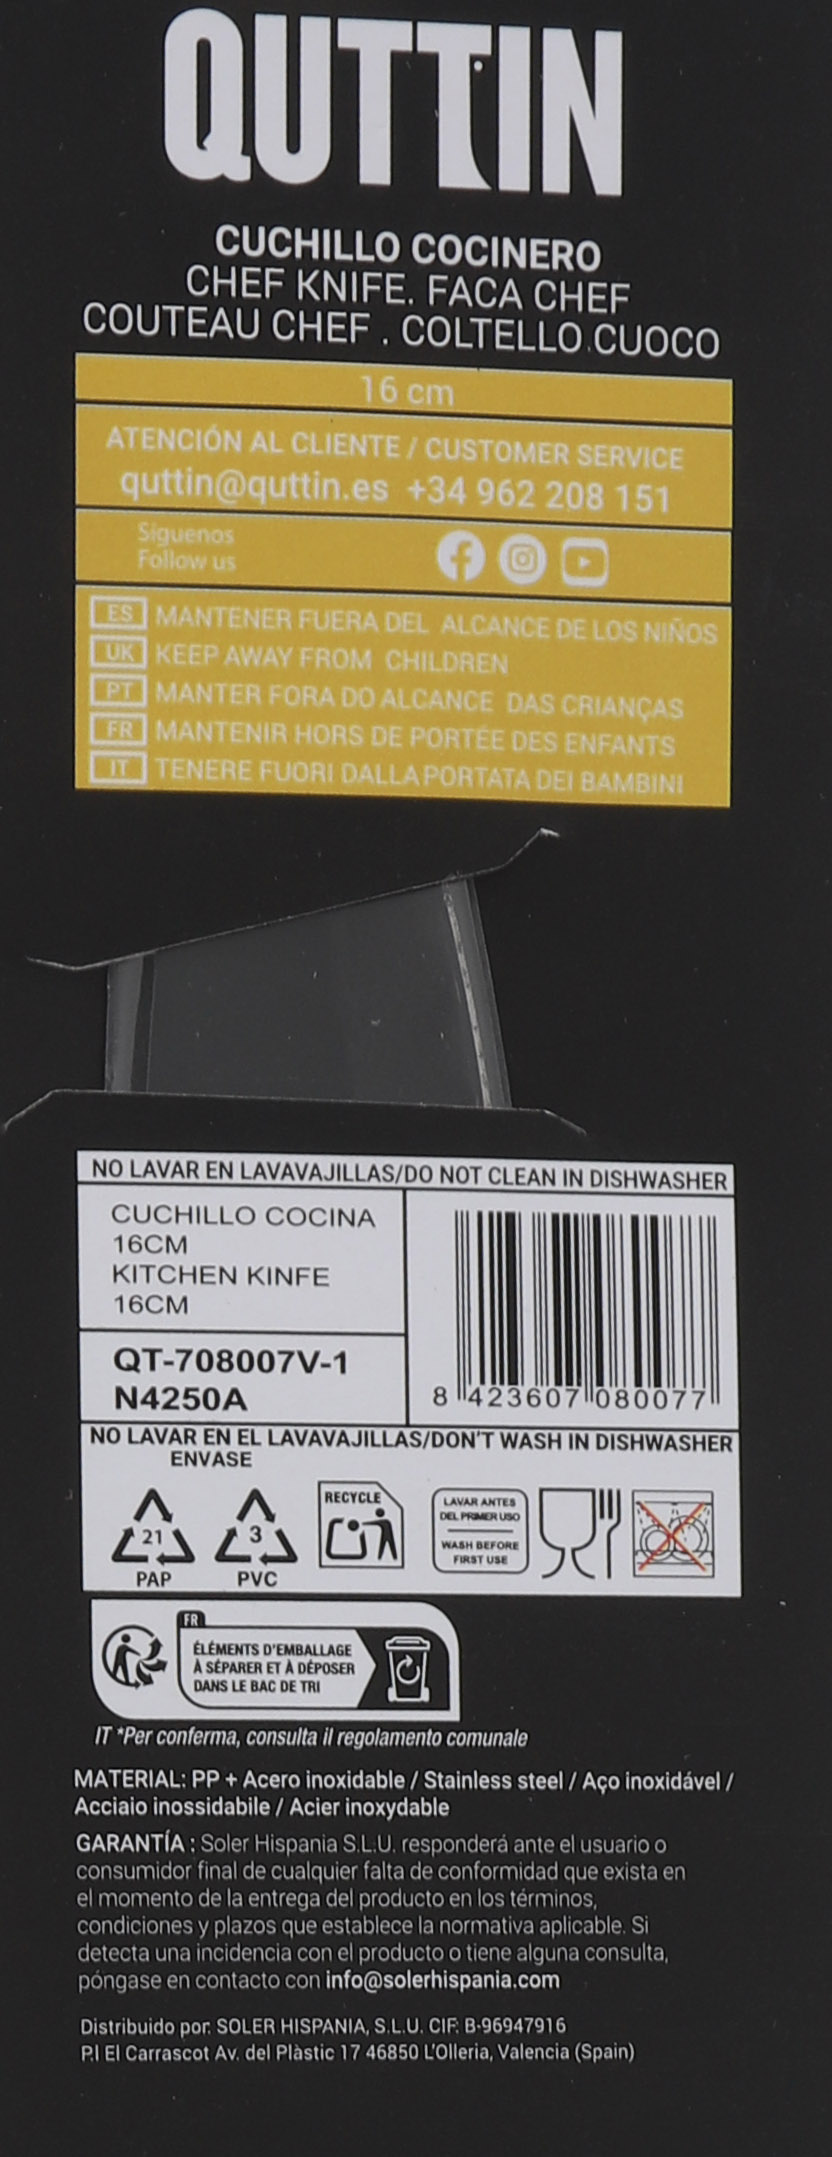 QUTTIN
CUCHILLO COCINERO
CHEF KNIFE. FACA CHEF
COUTEAU CHEF . COLTELLO.CUOCO
16 cm
ATENCIÓN AL CLIENTE / CUSTOMER SERVICE
quttin@quttin.es +34 962 208 151
Síguenos
Follow us
ES MANTENER FUERA DEL ALCANCE DE LOS NIÑOS
UK KEEP AWAY FROM CHILDREN
PT MANTER FORA DO ALCANCE DAS CRIANÇAS
FR MANTENIR HORS DE PORTÉE DES ENFANTS
IT TENERE FUORI DALLA PORTATA DEI BAMBINI
NO LAVAR EN LAVAVAJILLAS/DO NOT CLEAN IN DISHWASHER
CUCHILLO COCINA
16CM
KITCHEN KINFE
16CM
QT-708007V-1
N4250A
8 423607 080077
NO LAVAR EN EL LAVAVAJILLAS/DON'T WASH IN DISHWASHER
ENVASE
21
PAP
3
PVC
RECYCLE
LAVAR ANTES
DEL PRIMER USO
WASH BEFORE
FIRST USE
FR
ÉLÉMENTS D'EMBALLAGE
À SÉPARER ET À DÉPOSER
DANS LE BAC DE TRI
IT *Per conferma, consulta il regolamento comunale
MATERIAL: PP + Acero inoxidable / Stainless steel / Aço inoxidável /
Acciaio inossidabile / Acier inoxydable
GARANTÍA : Soler Hispania S.L.U. responderá ante el usuario o
consumidor final de cualquier falta de conformidad que exista en
el momento de la entrega del producto en los términos,
condiciones y plazos que establece la normativa aplicable. Si
detecta una incidencia con el producto o tiene alguna consulta,
póngase en contacto con info@solerhispania.com
Distribuido por: SOLER HISPANIA, S.L.U. CIF: B-96947916
P.I El Carrascot Av. del Plàstic 17 46850 L'Olleria, Valencia (Spain)